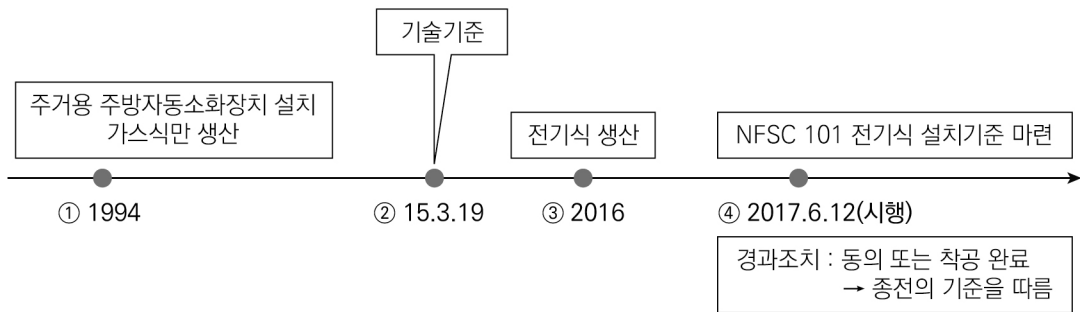 기술기준
주거용 주방자동소화장치 설치
가스식만 생산
전기식 생산
NFSC 101 전기식 설치기준 마련
① 1994
② 15.3.19
③ 2016
④ 2017.6.12(시행)
경과조치 : 동의 또는 착공 완료
→ 종전의 기준을 따름